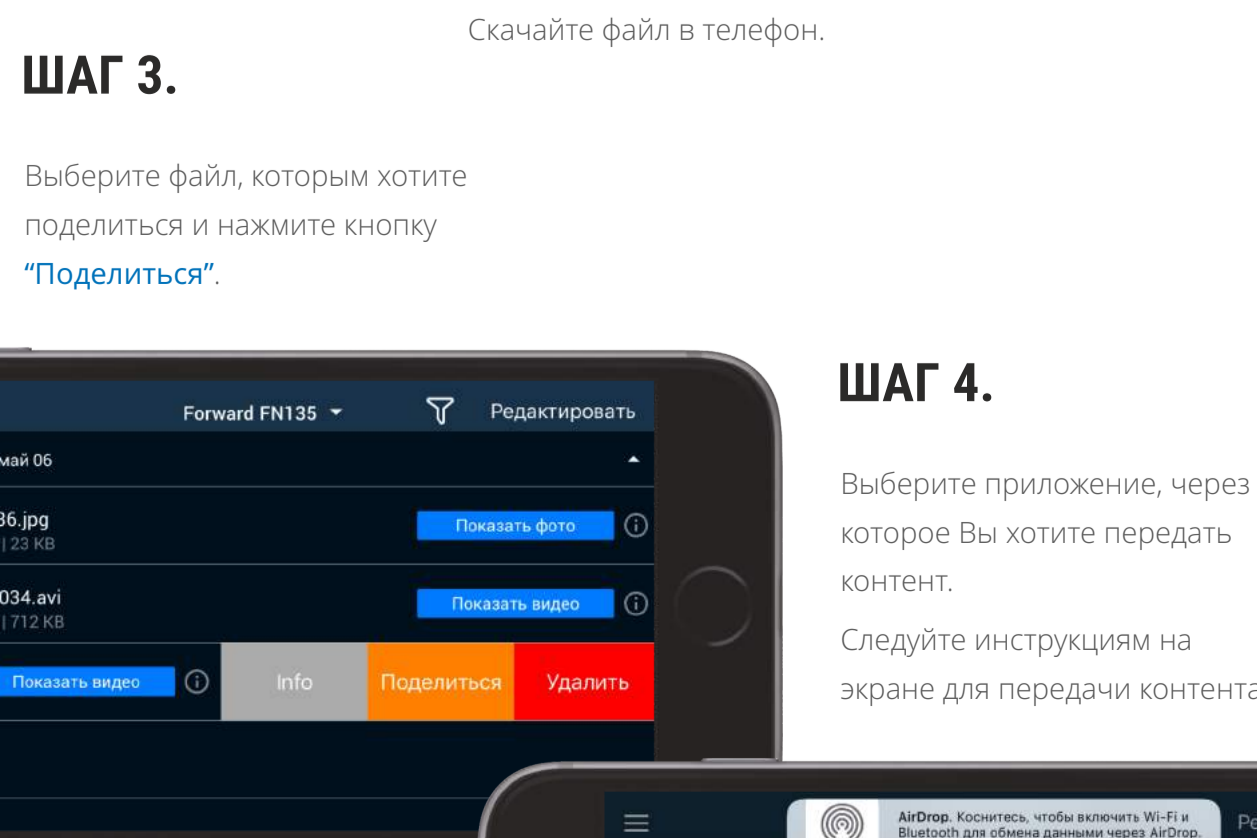 Скачайте файл в телефон.
ШАГ 3.
Выберите файл, которым хотите
поделиться и нажмите кнопку
“Поделиться”.
Forward FN135
Редактировать
май 06
36.jpg
| 23 KB
Показать фото
034.avi
| 712 KB
Показать видео
Показать видео
Info
Поделиться
Удалить
ШАГ 4.
Выберите приложение, через
которое Вы хотите передать
контент.
Следуйте инструкциям на
экране для передачи контента
AirDrop. Коснитесь, чтобы включить Wi-Fi и
Bluetooth для обмена данными через AirDrop.
Ре